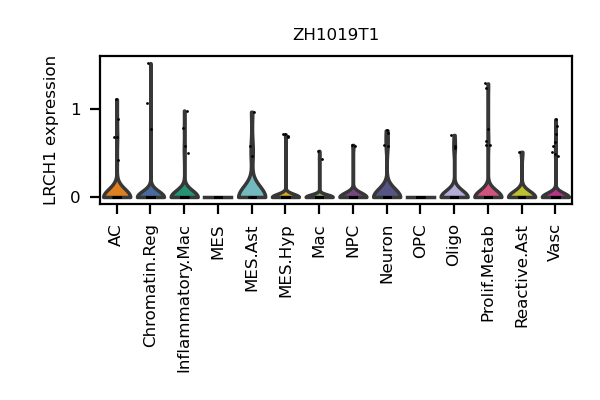 ZH1019T1
LRCH1 expression
1
0
AC
Chromatin.Reg
Inflammatory.Mac
MES
MES.Ast
MES.Hyp
Mac
NPC
Neuron
OPC
Oligo
Prolif.Metab
Reactive.Ast
Vasc